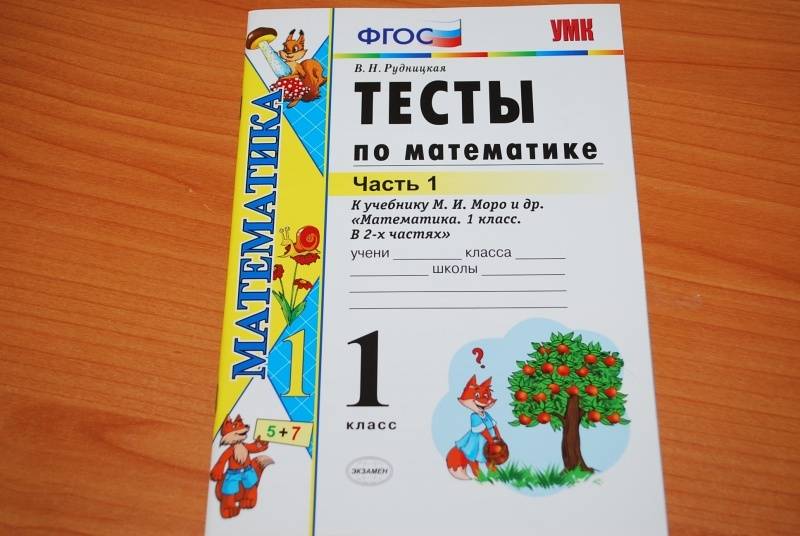 ФГОС
УМК
В. Н. Рудницкая
ТЕСТЫ
по математике
Часть 1
К учебнику М. И. Моро и др.
«Математика. 1 класс.
В 2-х частях»
учени класса
школы
МАТЕМАТИКА
1
5+7
?
1
класс
ЭКЗАМЕН